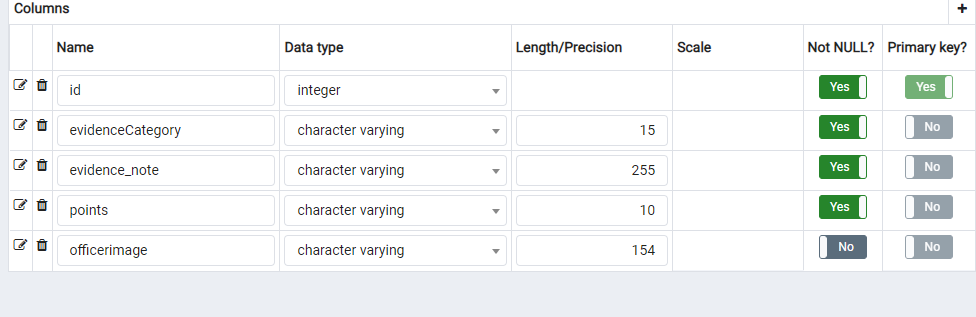 Columns +
Name Data type Length/Precision Scale Not NULL? Primary key?
id integer Yes Yes
evidenceCategory character varying 15 Yes No
evidence_note character varying 255 Yes No
points character varying 10 Yes No
officerimage character varying 154 No No